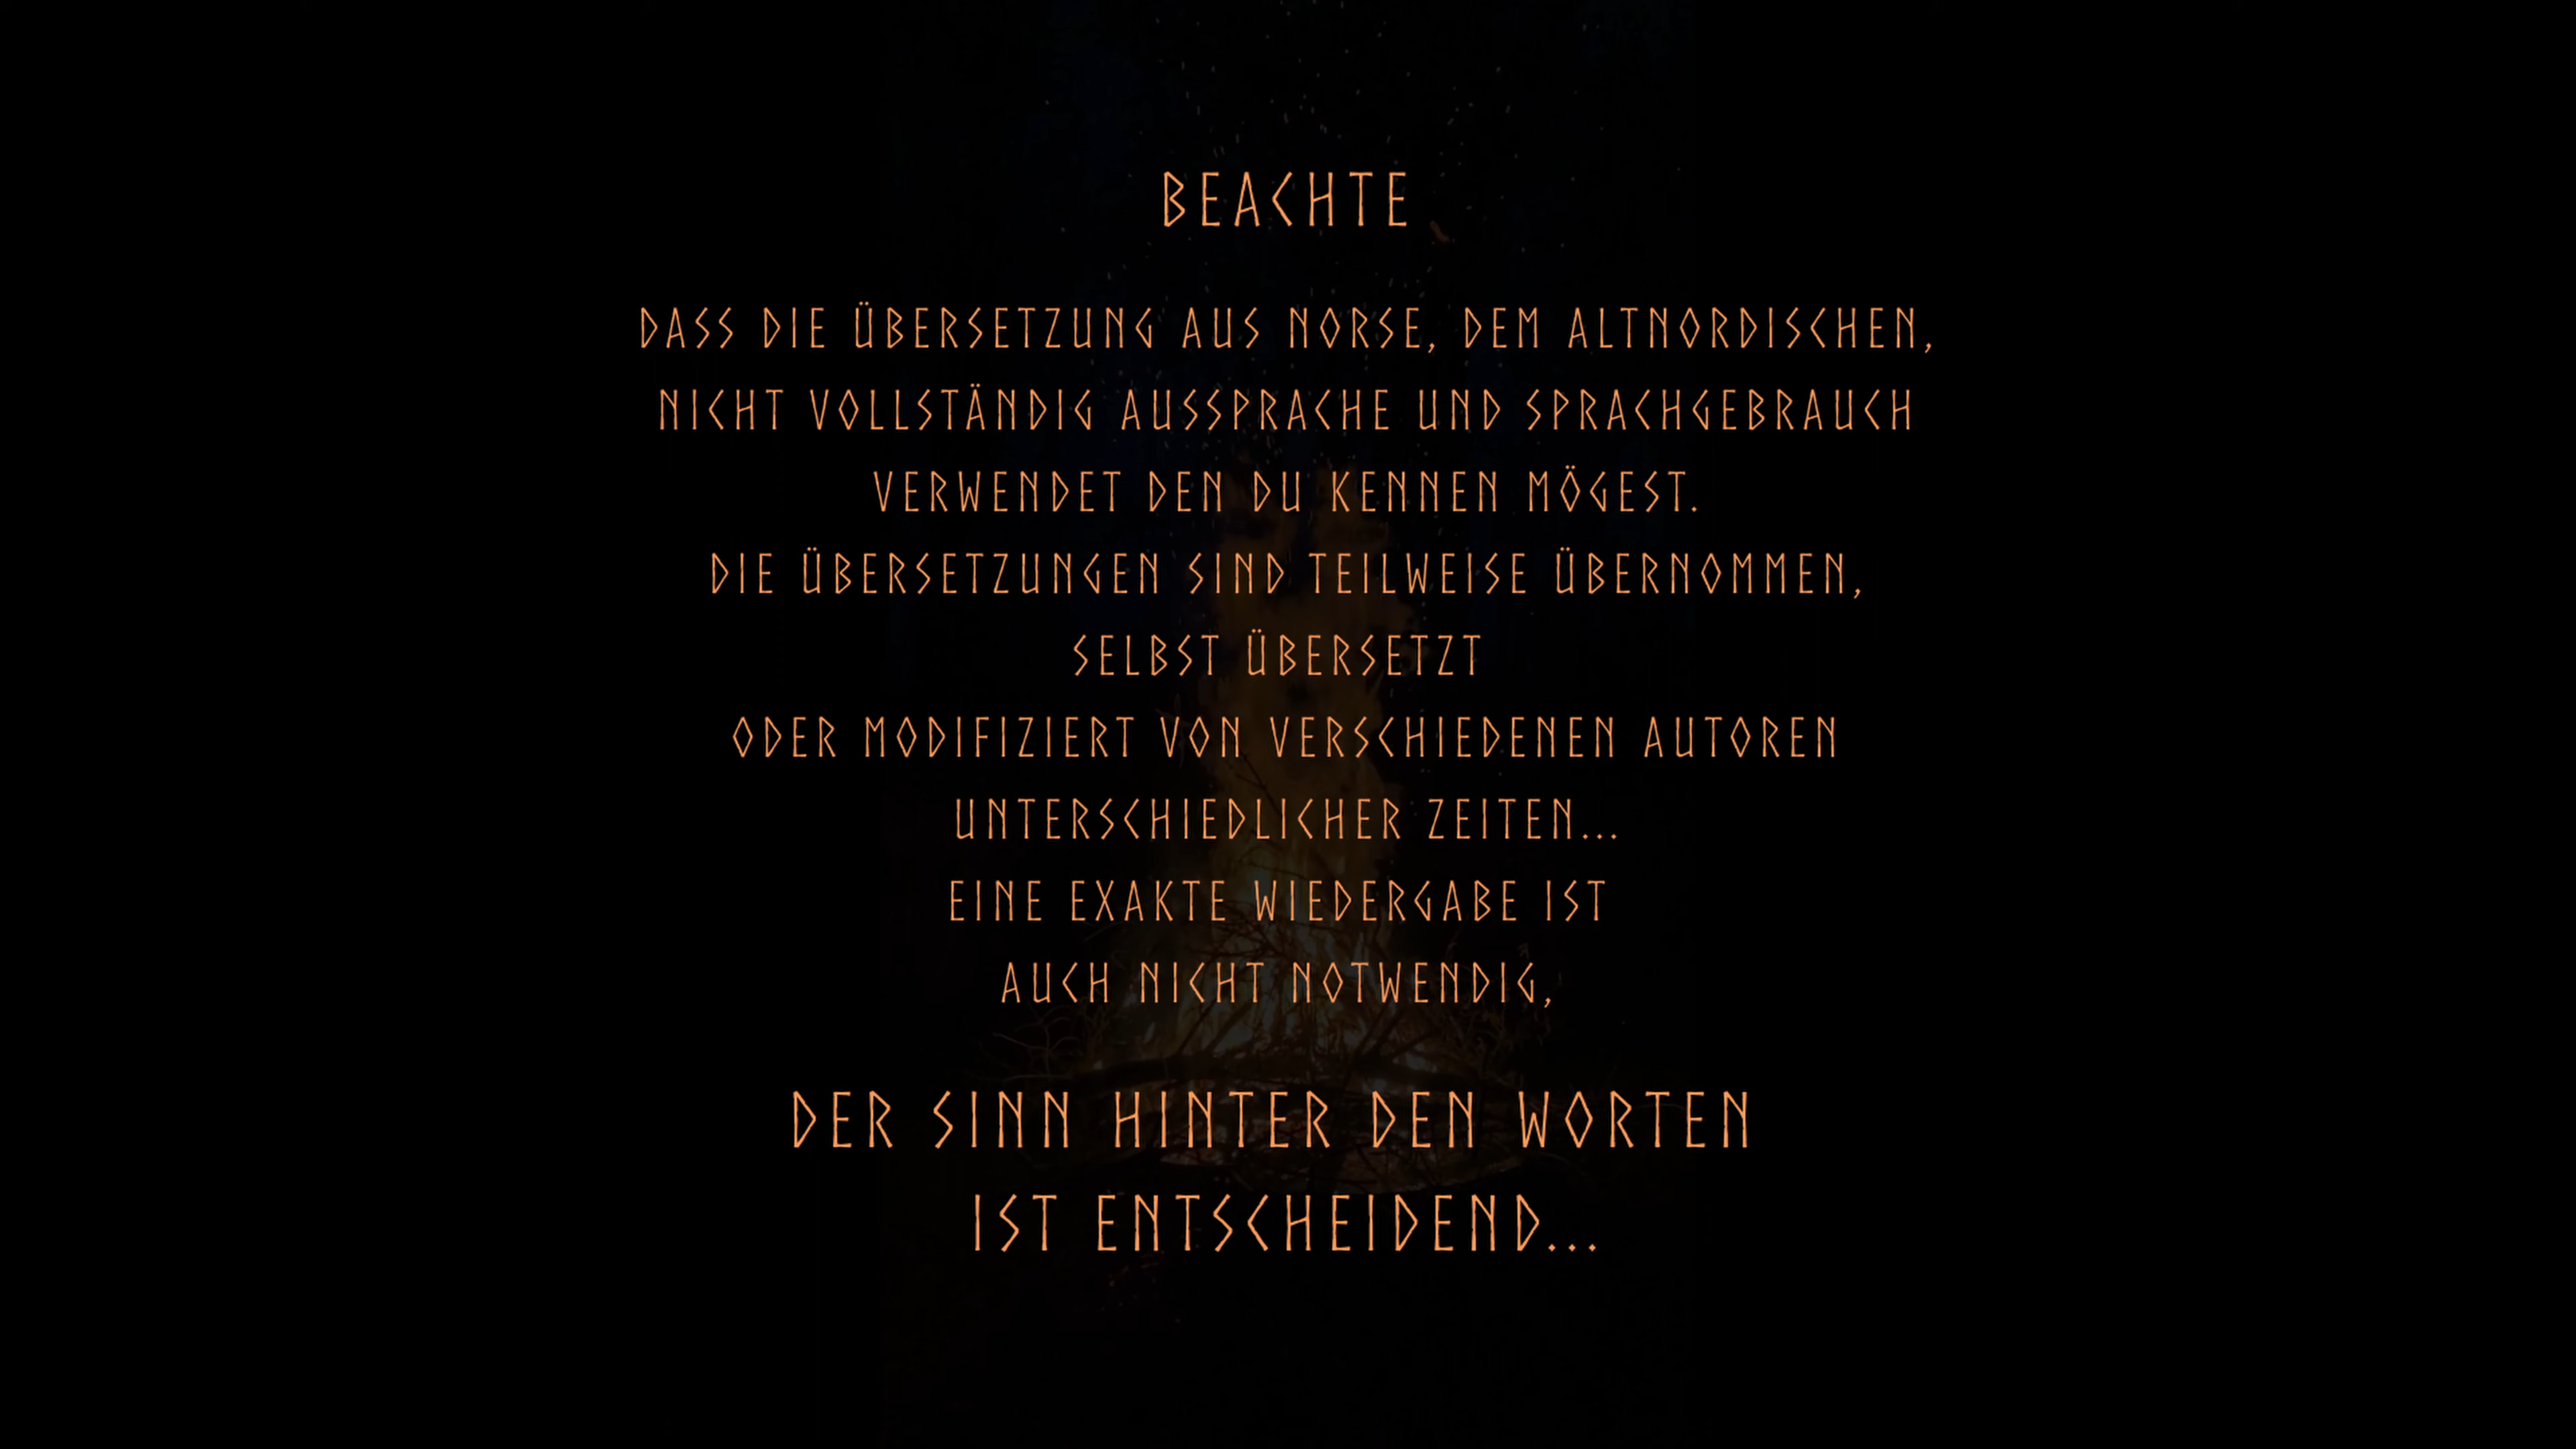 BEACHTE
DASS DIE ÜBERSETZUNG AUS NORSE, DEM ALTNORDISCHEN,
NICHT VOLLSTÄNDIG AUSSPRACHE UND SPRACHGEBRAUCH
VERWENDET DEN DU KENNEN MÖGEST.
DIE ÜBERSETZUNGEN SIND TEILWEISE ÜBERNOMMEN,
SELBST ÜBERSETZT
ODER MODIFIZIERT VON VERSCHIEDENEN AUTOREN
UNTERSCHIEDLICHER ZEITEN...
EINE EXAKTE WIEDERGABE IST
AUCH NICHT NOTWENDIG,
DER SINN HINTER DEN WORTEN
IST ENTSCHEIDEND...